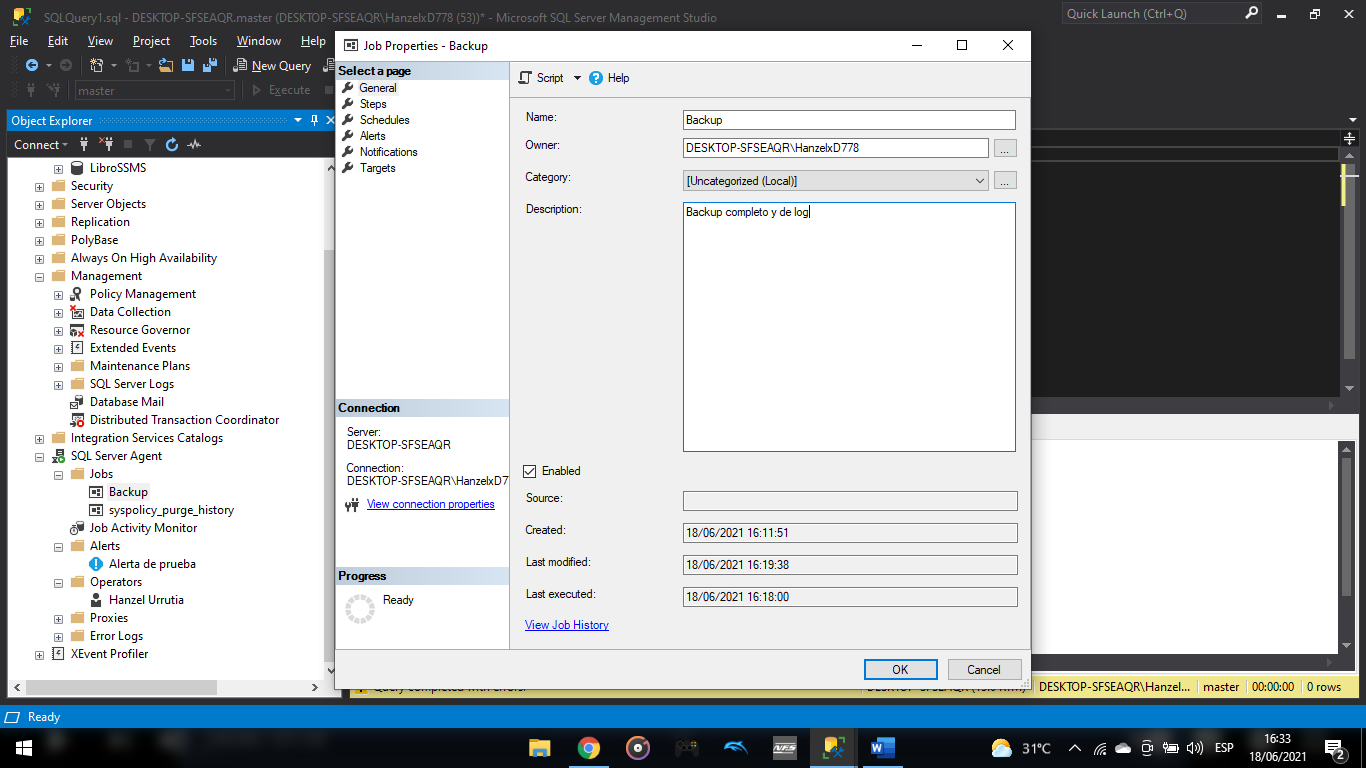 SQLQuery1.sql - DESKTOP-SFSEAQR.master (DESKTOP-SFSEAQR\HanzelxD778 (53))* - Microsoft SQL Server Management Studio
Quick Launch (Ctrl+Q)
File Edit View Project Tools Window Help
New Query
master
Execute
Object Explorer
Connect
LibroSSMS
Security
Server Objects
Replication
PolyBase
Always On High Availability
Management
Policy Management
Data Collection
Resource Governor
Extended Events
Maintenance Plans
SQL Server Logs
Database Mail
Distributed Transaction Coordinator
Integration Services Catalogs
SQL Server Agent
Jobs
Backup
syspolicy_purge_history
Job Activity Monitor
Alerts
Alerta de prueba
Operators
Hanzel Urrutia
Proxies
Error Logs
XEvent Profiler
Job Properties - Backup
Select a page
General
Steps
Schedules
Alerts
Notifications
Targets
Connection
Server:
DESKTOP-SFSEAQR
Connection:
DESKTOP-SFSEAQR\HanzelxD7
View connection properties
Progress
Ready
Script Help
Name: Backup
Owner: DESKTOP-SFSEAQR\HanzelxD778 ...
Category: [Uncategorized (Local)] ...
Description: Backup completo y de log
Enabled
Source:
Created: 18/06/2021 16:11:51
Last modified: 18/06/2021 16:19:38
Last executed: 18/06/2021 16:18:00
View Job History
OK Cancel
DESKTOP-SFSEAQR\Hanzel... master 00:00:00 0 rows
Ready
NFS
W
31°C
ESP
16:33
18/06/2021
2